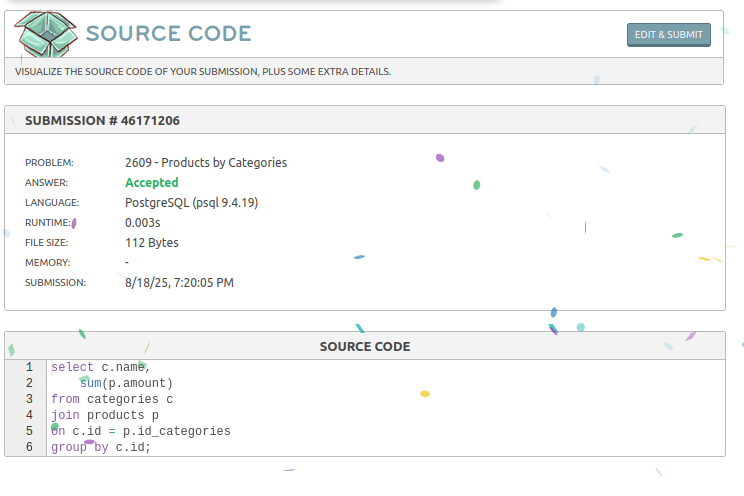 SOURCE CODE
EDIT & SUBMIT
VISUALIZE THE SOURCE CODE OF YOUR SUBMISSION, PLUS SOME EXTRA DETAILS.
SUBMISSION # 46171206
PROBLEM: 2609 - Products by Categories
ANSWER: Accepted
LANGUAGE: PostgreSQL (psql 9.4.19)
RUNTIME: 0.003s
FILE SIZE: 112 Bytes
MEMORY: -
SUBMISSION: 8/18/25, 7:20:05 PM
SOURCE CODE
1 select c.name,
2     sum(p.amount)
3 from categories c
4 join products p
5 on c.id = p.id_categories
6 group by c.id;